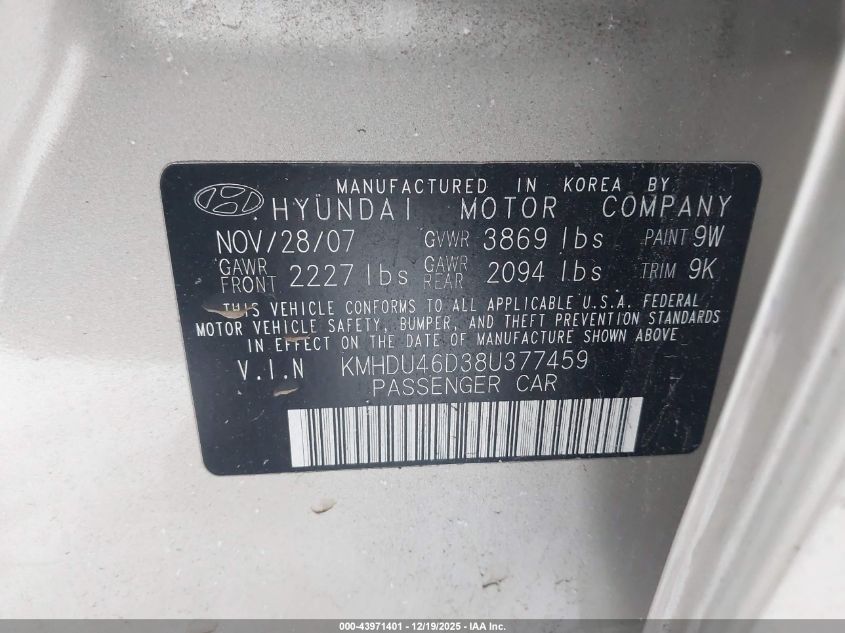 MANUFACTURED IN KOREA BY
HYUNDAI MOTOR COMPANY
NOV/28/07 GVWR 3869 lbs PAINT 9W
GAWR FRONT 2227 lbs GAWR REAR 2094 lbs TRIM 9K
THIS VEHICLE CONFORMS TO ALL APPLICABLE U.S.A. FEDERAL
MOTOR VEHICLE SAFETY, BUMPER, AND THEFT PREVENTION STANDARDS
IN EFFECT ON THE DATE OF MANUFACTURE SHOWN ABOVE
V.I.N KMHDU46D38U377459
PASSENGER CAR
000-43971401 - 12/19/2025 - IAA Inc.